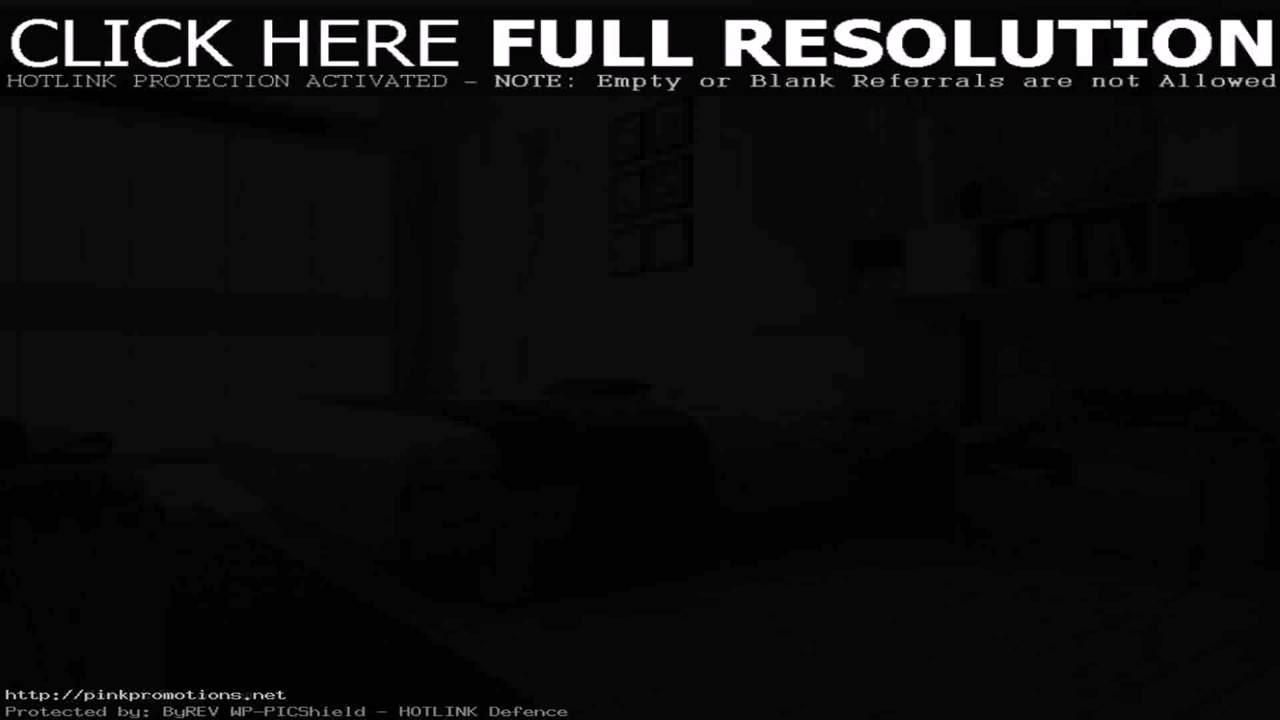 CLICK HERE FULL RESOLUTION
HOTLINK PROTECTION ACTIVATED - NOTE: Empty or Blank Referrals are not Allowed
http://pinkpromotions.net
Protected by: ByREV WP-PICShield - HOTLINK Defence